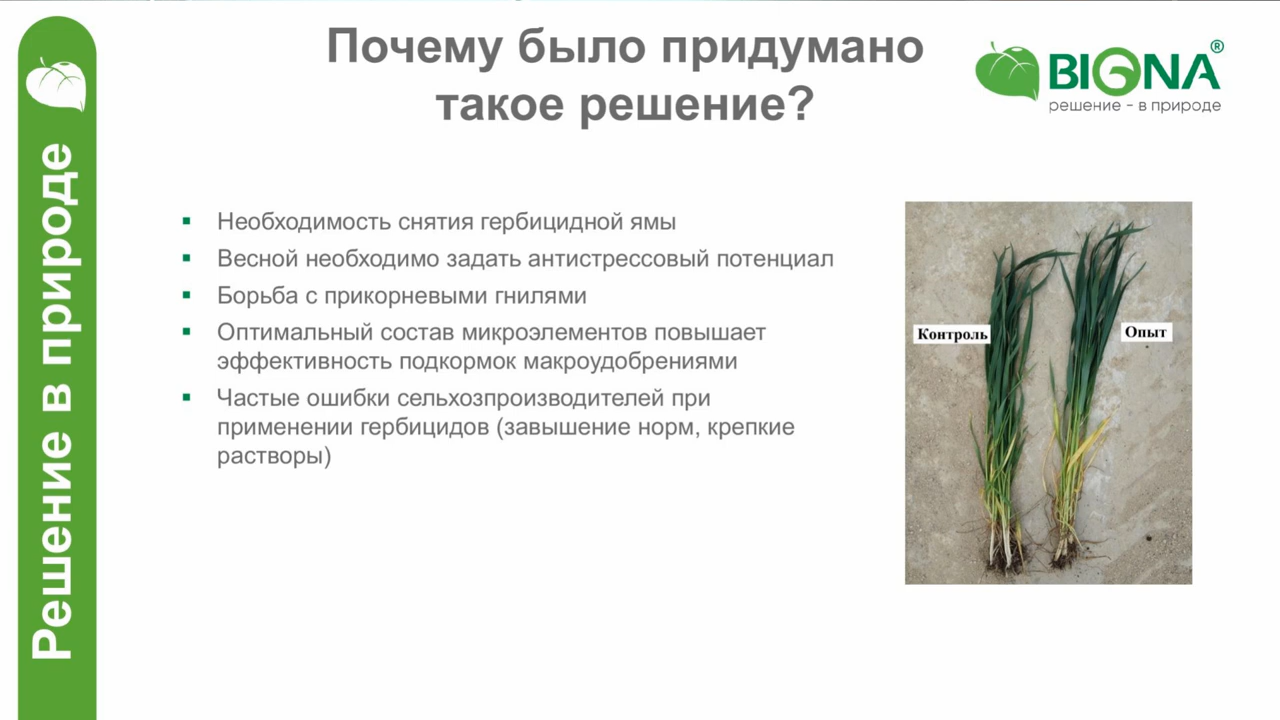 Решение в природе
Почему было придумано
такое решение?
BIONA®
решение - в природе
▪ Необходимость снятия гербицидной ямы
▪ Весной необходимо задать антистрессовый потенциал
▪ Борьба с прикорневыми гнилями
▪ Оптимальный состав микроэлементов повышает
эффективность подкормок макроудобрениями
▪ Частые ошибки сельхозпроизводителей при
применении гербицидов (завышение норм, крепкие
растворы)
Контроль
Опыт